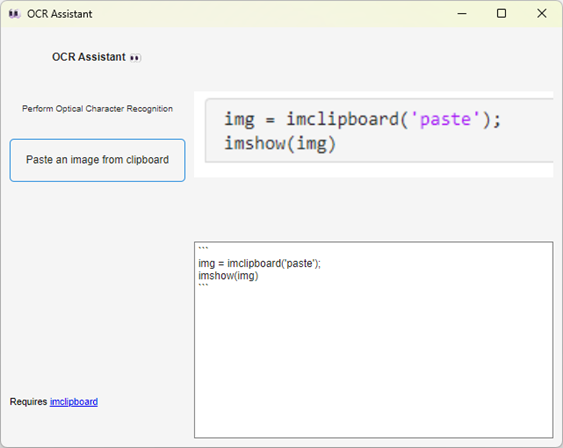 OCR Assistant
OCR Assistant 👀
Perform Optical Character Recognition
Paste an image from clipboard
img = imclipboard('paste');
imshow(img)
```
img = imclipboard('paste');
imshow(img)
```
Requires imclipboard